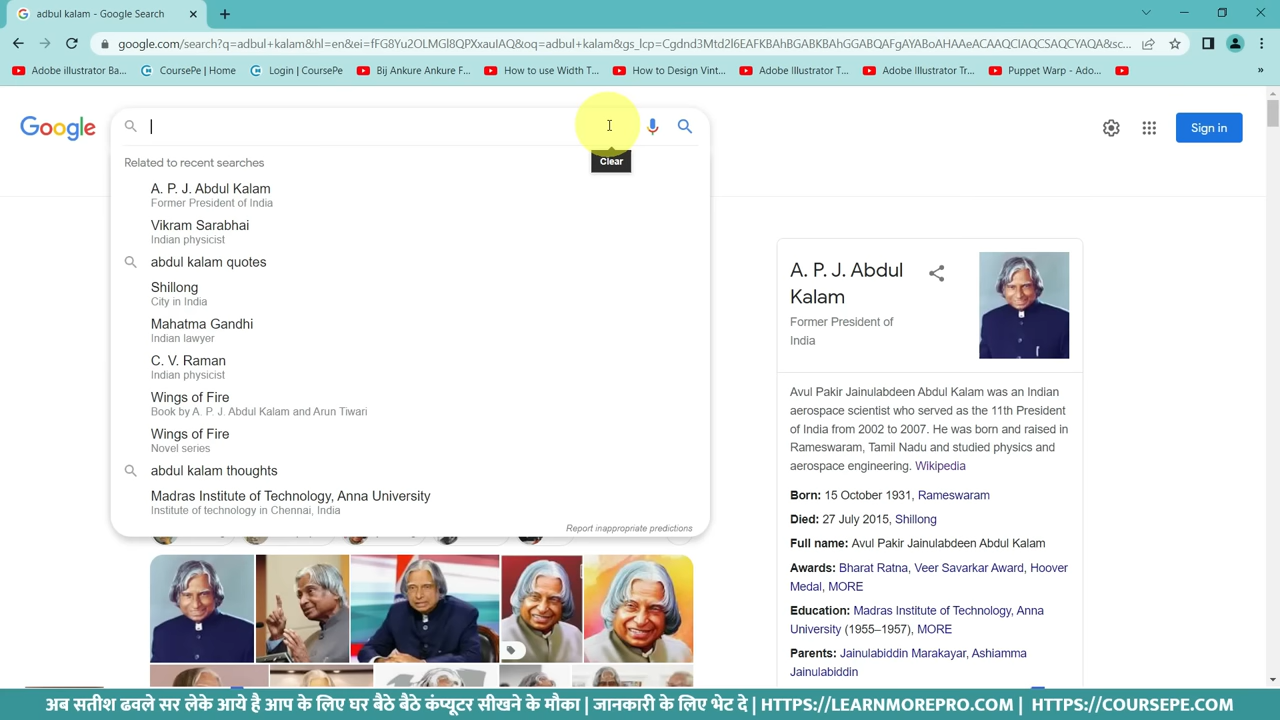 adbul kalam - Google Search
google.com/search?q=adbul+kalam&hl=en&ei=fFG8Yu2OLMGl8QPXxauIAQ&oq=adbul+kalam&gs_lcp=Cgdnd3Mtd2l6EAFKBAhBGABKBAhGGABQAFgAYABoAHAAeACAAQCIAQCSAQCYAQA&sc...
Adobe illustrator Ba...
CoursePe | Home
Login | CoursePe
Bij Ankure Ankure F...
How to use Width T...
How to Design Vint...
Adobe Illustrator T...
Adobe Illustrator Tr...
Puppet Warp - Ado...
»
Google
Sign in
Clear
Related to recent searches
A. P. J. Abdul Kalam
Former President of India
Vikram Sarabhai
Indian physicist
abdul kalam quotes
Shillong
City in India
Mahatma Gandhi
Indian lawyer
C. V. Raman
Indian physicist
Wings of Fire
Book by A. P. J. Abdul Kalam and Arun Tiwari
Wings of Fire
Novel series
abdul kalam thoughts
Madras Institute of Technology, Anna University
Institute of technology in Chennai, India
Report inappropriate predictions
A. P. J. Abdul
Kalam
Former President of
India
Avul Pakir Jainulabdeen Abdul Kalam was an Indian
aerospace scientist who served as the 11th President
of India from 2002 to 2007. He was born and raised in
Rameswaram, Tamil Nadu and studied physics and
aerospace engineering. Wikipedia
Born: 15 October 1931, Rameswaram
Died: 27 July 2015, Shillong
Full name: Avul Pakir Jainulabdeen Abdul Kalam
Awards: Bharat Ratna, Veer Savarkar Award, Hoover
Medal, MORE
Education: Madras Institute of Technology, Anna
University (1955–1957), MORE
Parents: Jainulabiddin Marakayar, Ashiamma
Jainulabiddin
अब सतीश ढवले सर लेके आये है आप के लिए घर बैठे बैठे कंप्यूटर सीखने के मौका | जानकारी के लिए भेट दे | HTTPS://LEARNMOREPRO.COM | HTTPS://COURSEPE.COM